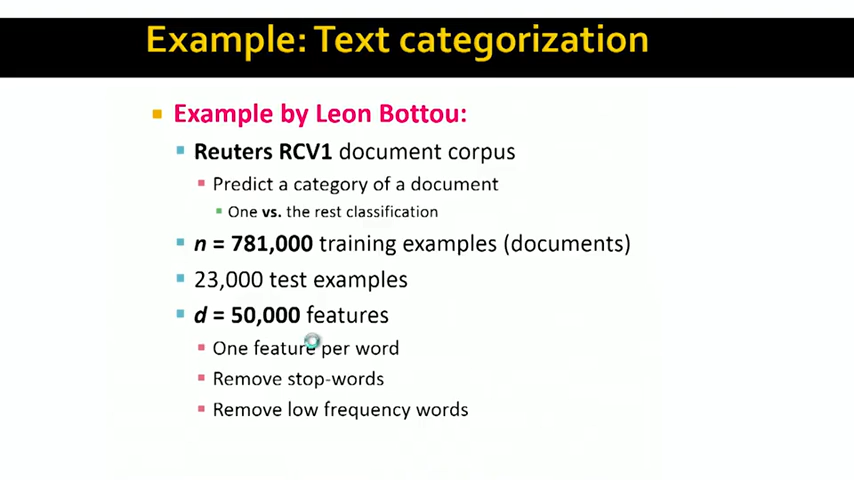 Example: Text categorization
Example by Leon Bottou:
Reuters RCV1 document corpus
Predict a category of a document
One vs. the rest classification
n = 781,000 training examples (documents)
23,000 test examples
d = 50,000 features
One feature per word
Remove stop-words
Remove low frequency words